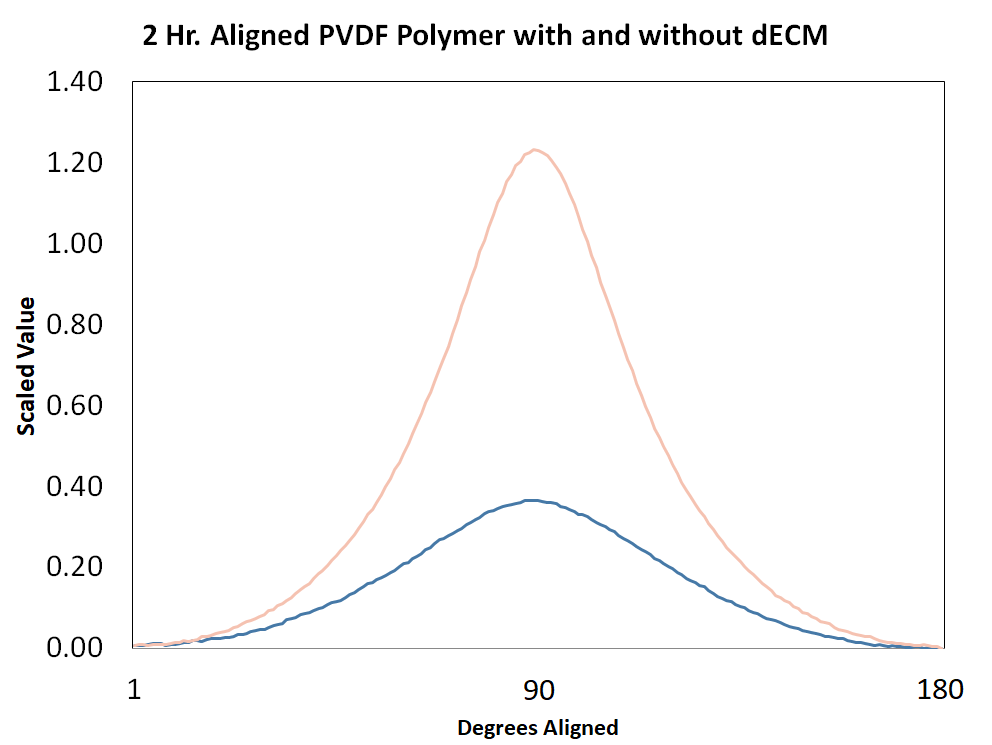 2 Hr. Aligned PVDF Polymer with and without dECM
1.40
1.20
1.00
0.80
0.60
0.40
0.20
0.00
Scaled Value
1 90 180
Degrees Aligned